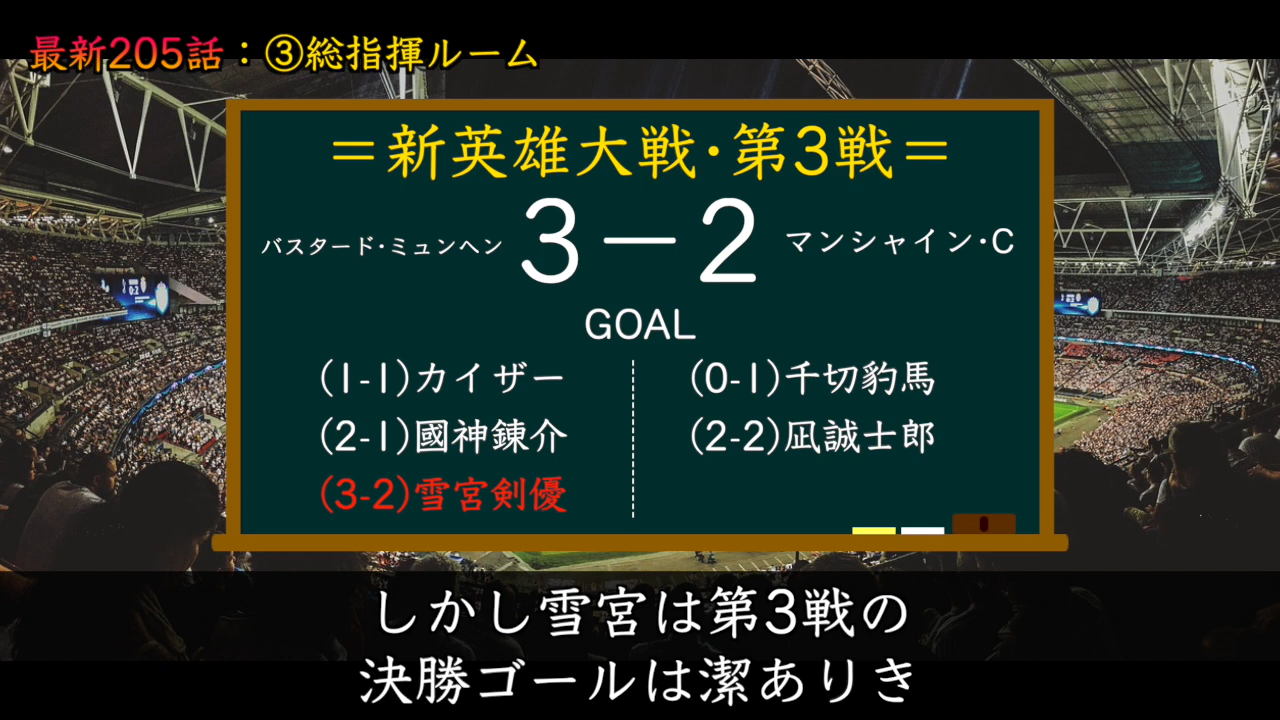 最新205話：③総指揮ルーム
＝新英雄大戦･第3戦＝
バスタード･ミュンヘン 3－2 マンシャイン･C
GOAL
(1-1)カイザー (0-1)千切豹馬
(2-1)國神錬介 (2-2)凪誠士郎
(3-2)雪宮剣優
しかし雪宮は第3戦の
決勝ゴールは潔ありき